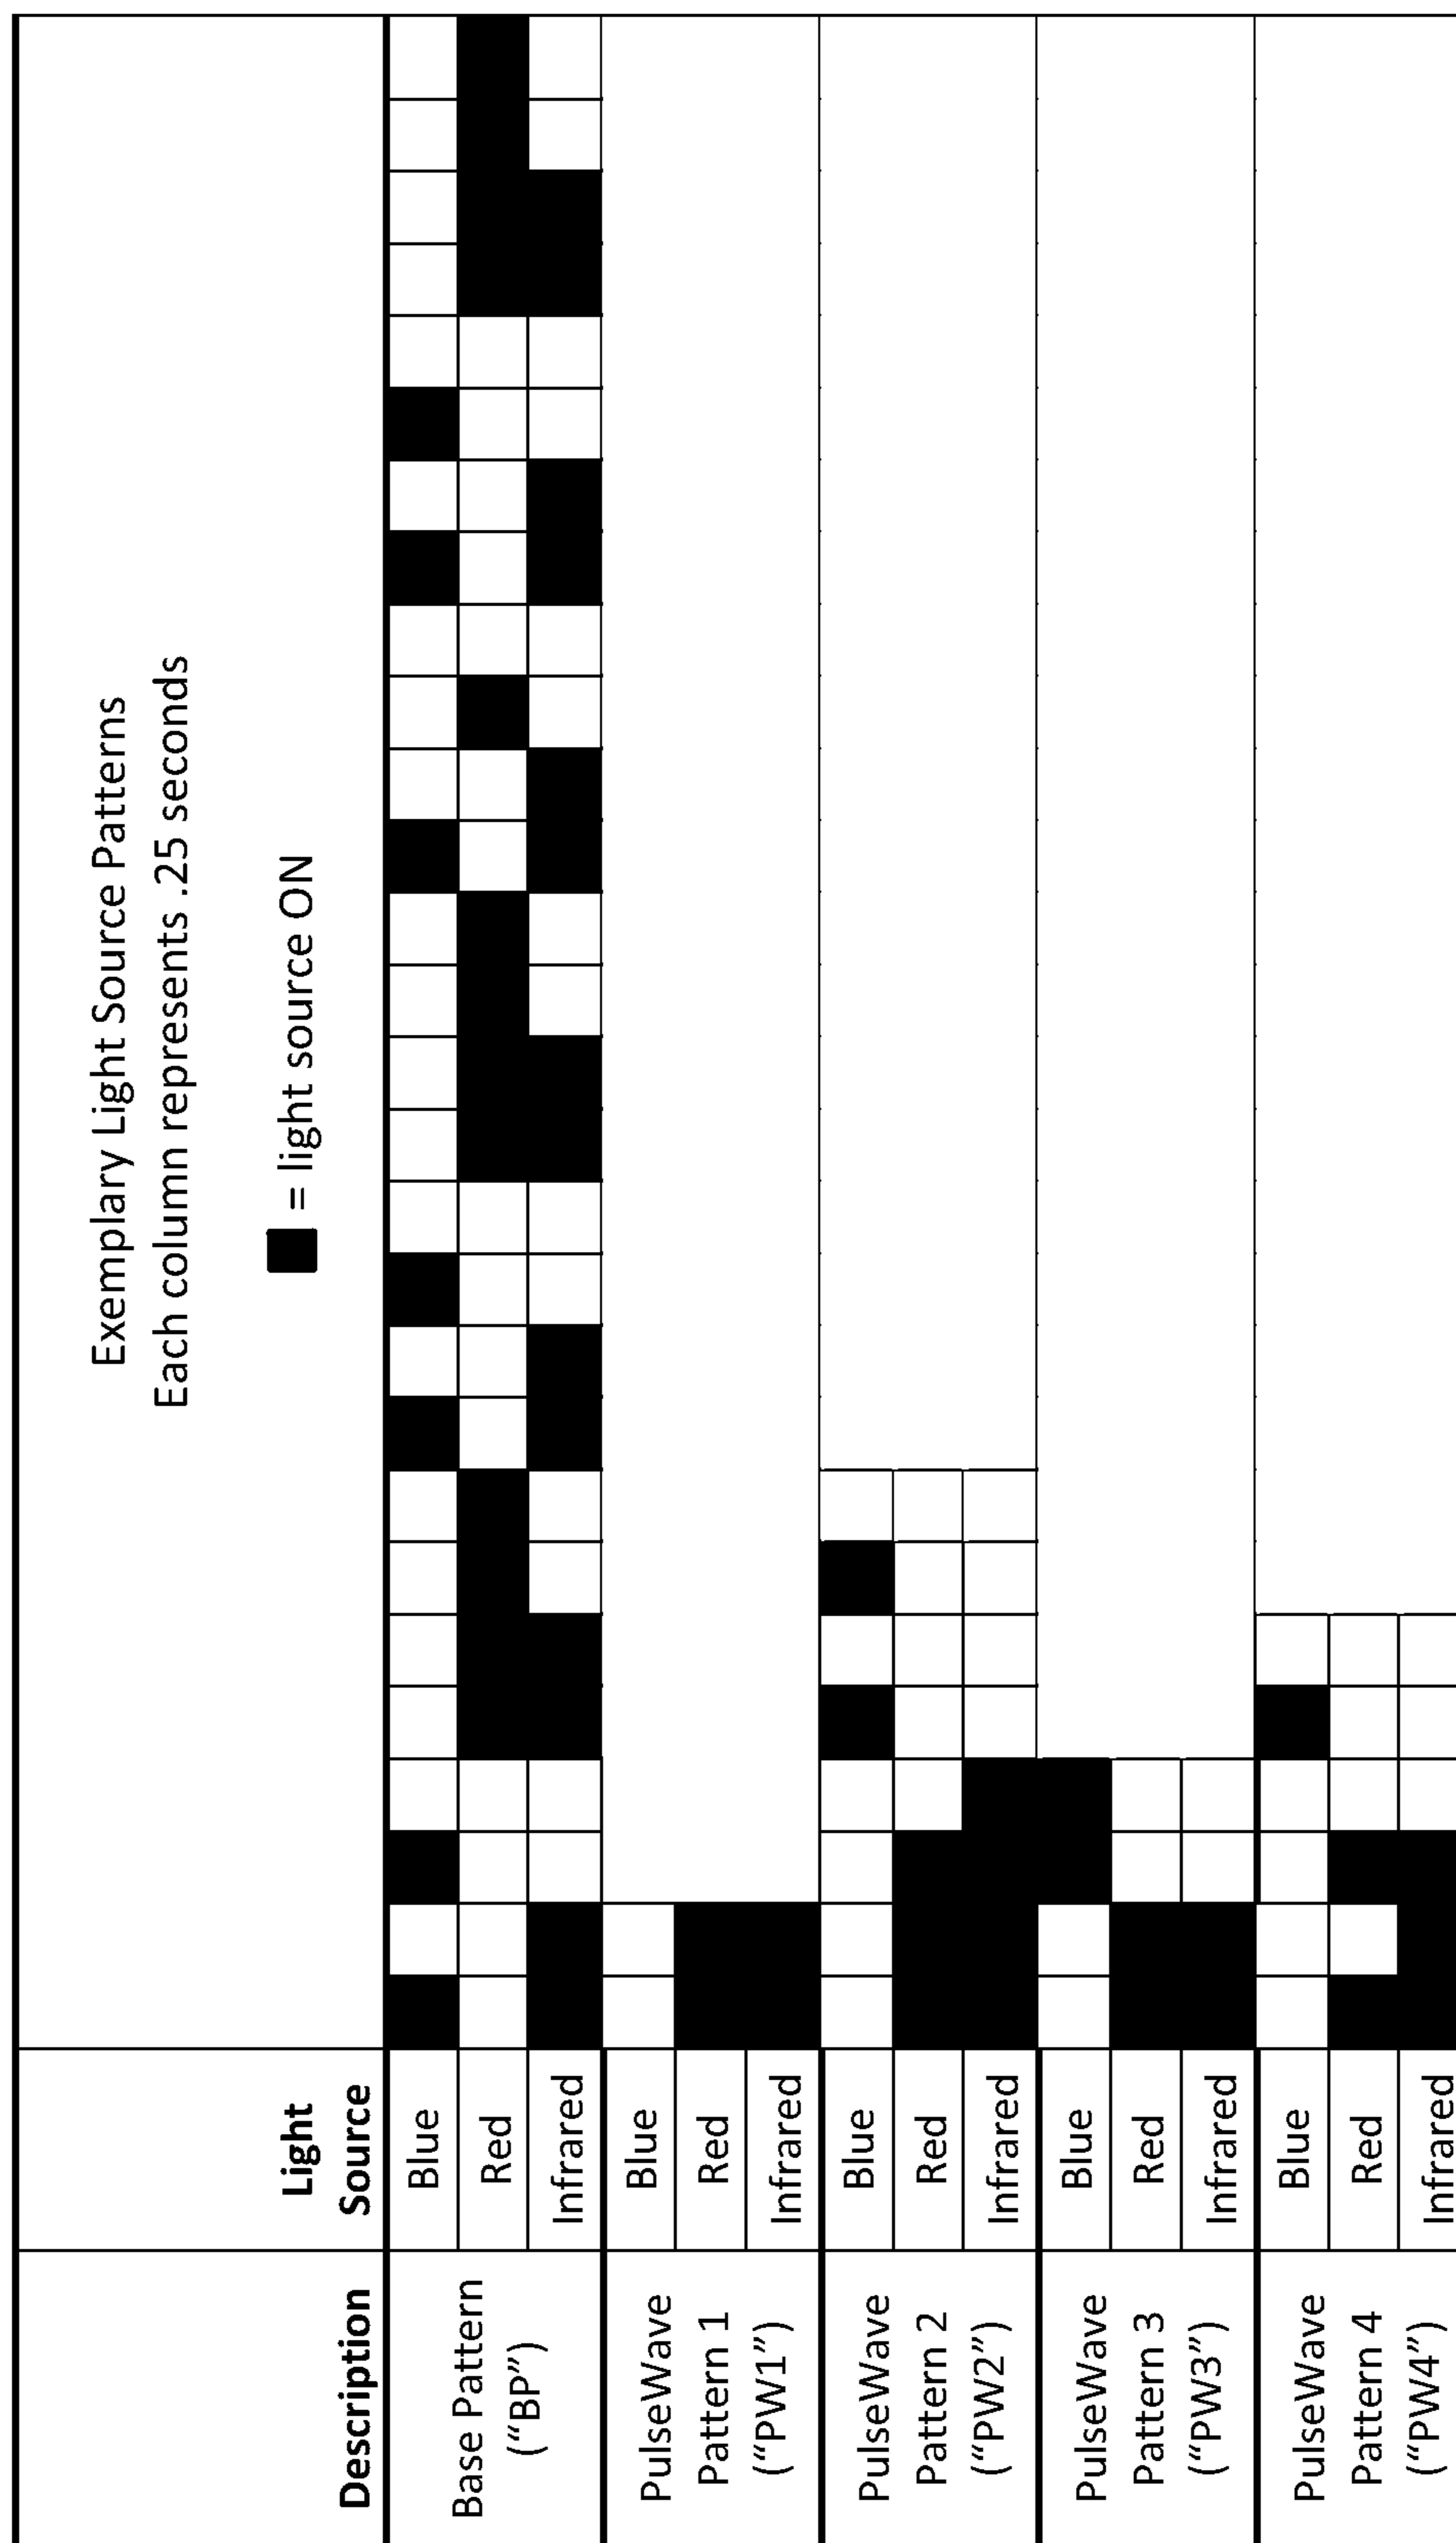 Exemplary Light Source Patterns
Each column represents .25 seconds
= light source ON
Description
Light
Source
Base Pattern
(“BP”)
Blue
Red
Infrared
PulseWave
Pattern 1
(“PW1”)
Blue
Red
Infrared
PulseWave
Pattern 2
(“PW2”)
Blue
Red
Infrared
PulseWave
Pattern 3
(“PW3”)
Blue
Red
Infrared
PulseWave
Pattern 4
(“PW4”)
Blue
Red
Infrared